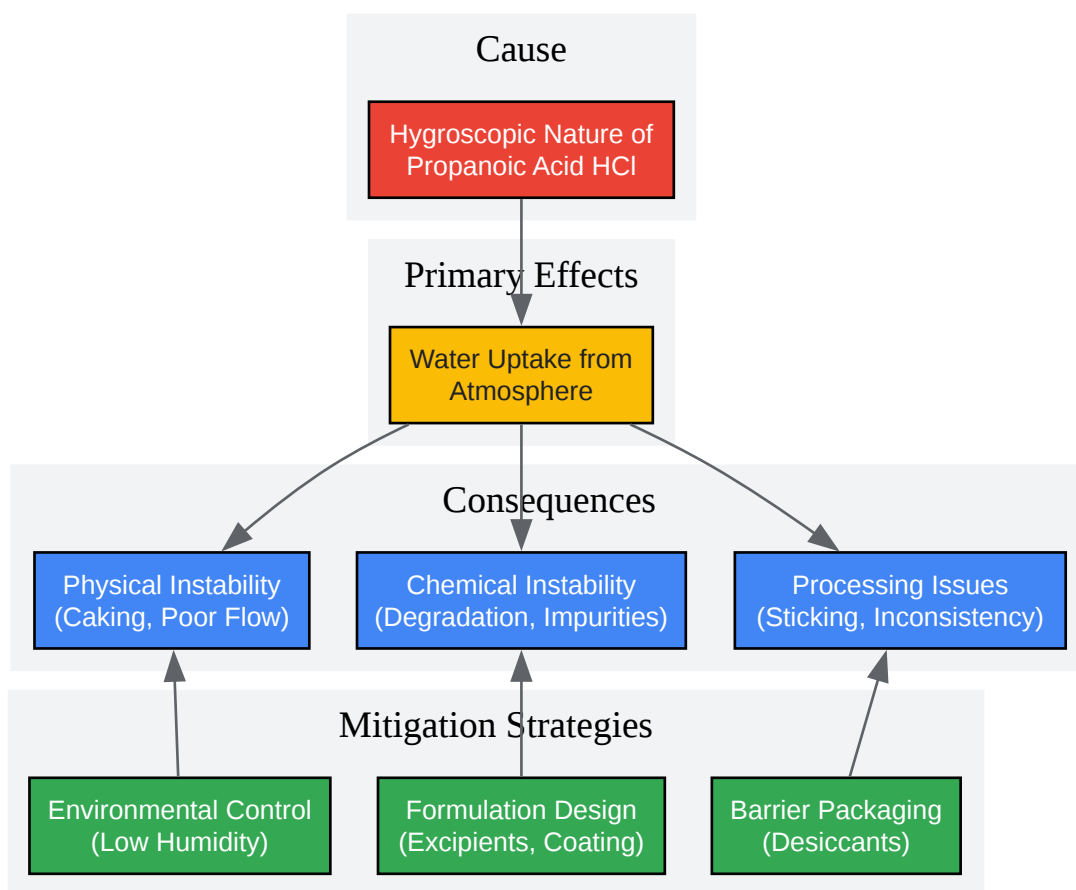 Cause
Hygroscopic Nature of
Propanoic Acid HCl
Primary Effects
Water Uptake from
Atmosphere
Consequences
Physical Instability
(Caking, Poor Flow)
Chemical Instability
(Degradation, Impurities)
Processing Issues
(Sticking, Inconsistency)
Mitigation Strategies
Environmental Control
(Low Humidity)
Formulation Design
(Excipients, Coating)
Barrier Packaging
(Desiccants)